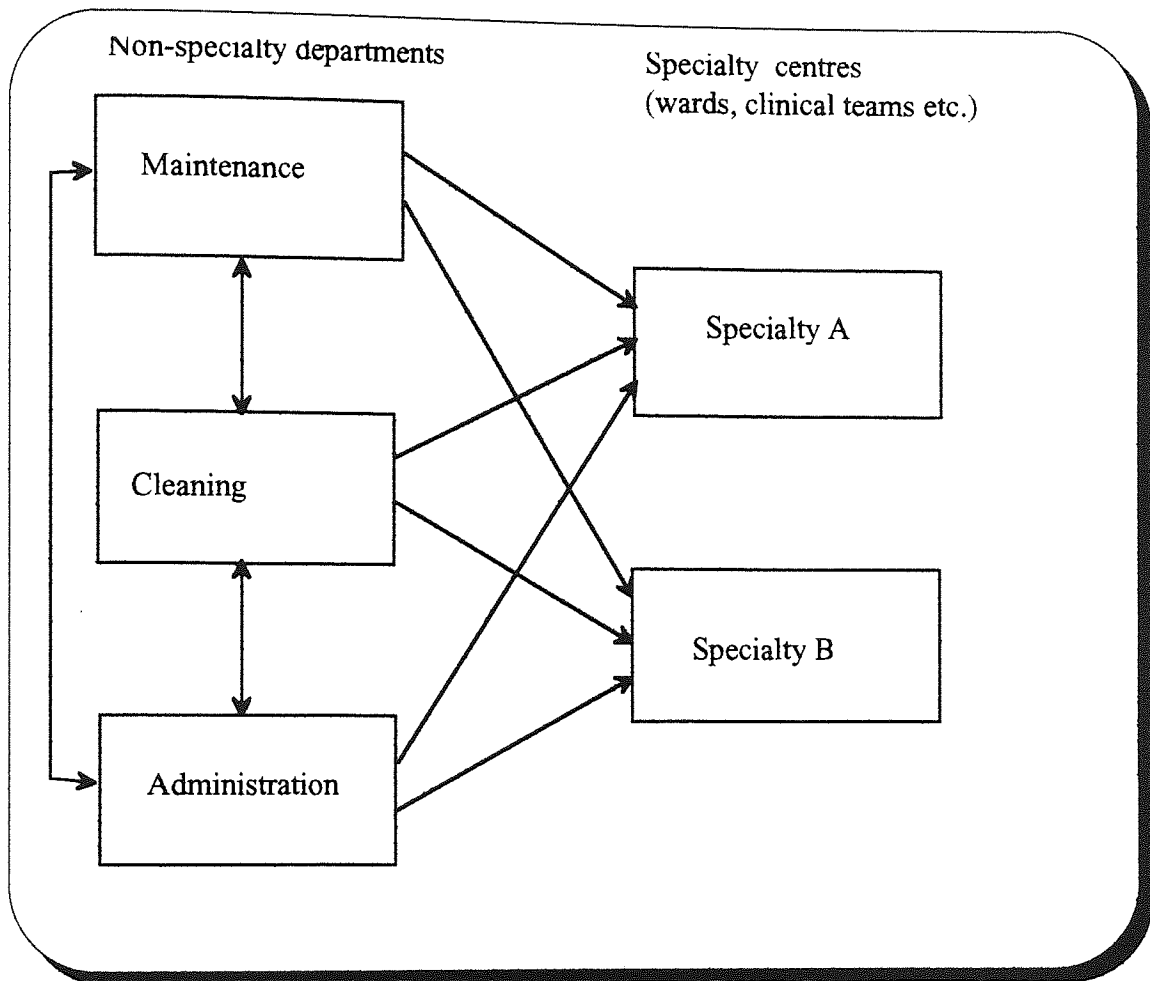 Non-specialty departments
Specialty centres
(wards, clinical teams etc.)
Maintenance
Specialty A
Cleaning
Specialty B
Administration